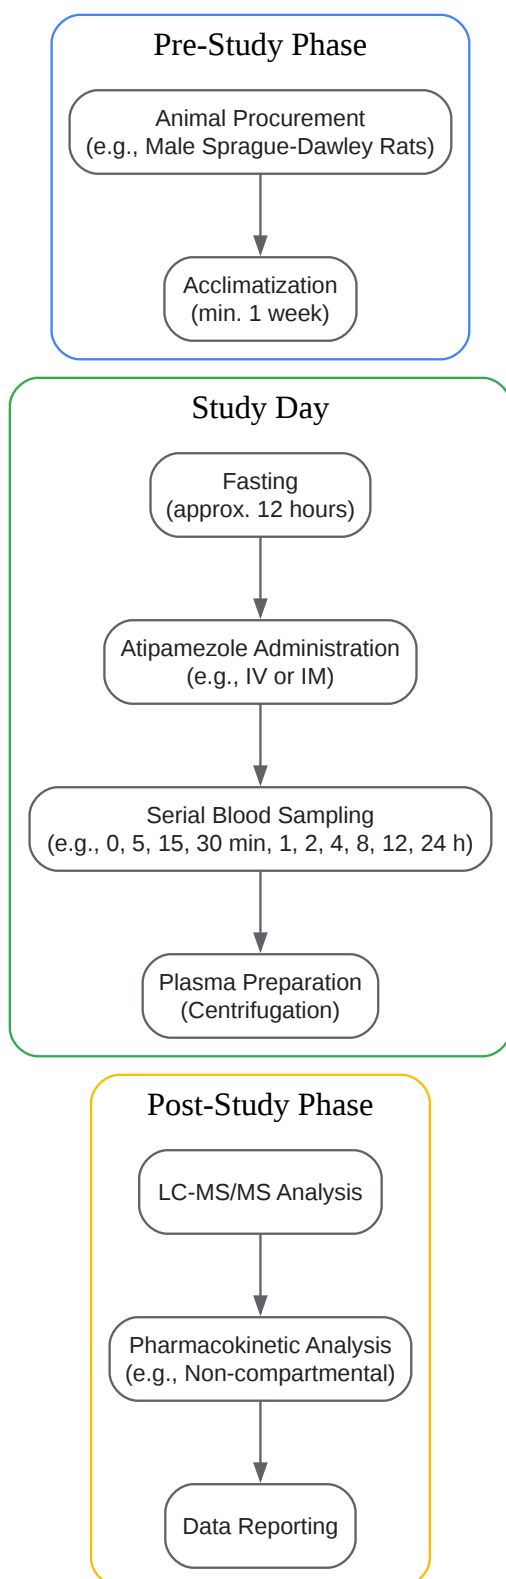 Pre-Study Phase
Animal Procurement
(e.g., Male Sprague-Dawley Rats)
Acclimatization
(min. 1 week)
Study Day
Fasting
(approx. 12 hours)
Atipamezole Administration
(e.g., IV or IM)
Serial Blood Sampling
(e.g., 0, 5, 15, 30 min, 1, 2, 4, 8, 12, 24 h)
Plasma Preparation
(Centrifugation)
Post-Study Phase
LC-MS/MS Analysis
Pharmacokinetic Analysis
(e.g., Non-compartmental)
Data Reporting